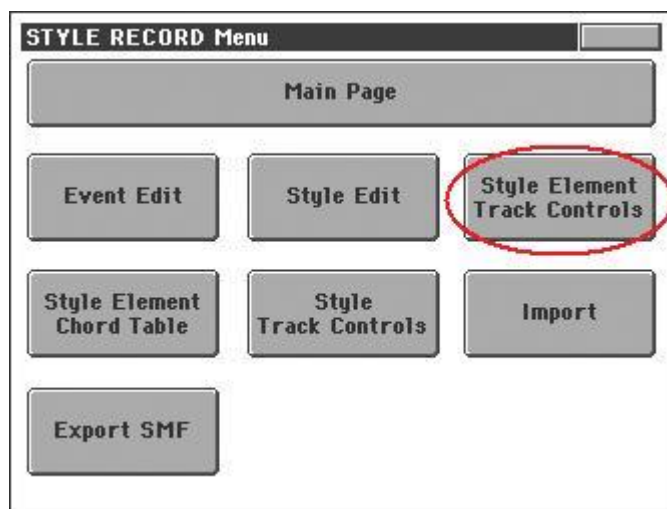 STYLE RECORD Menu
Main Page
Event Edit
Style Edit
Style Element
Track Controls
Style Element
Chord Table
Style
Track Controls
Import
Export SMF